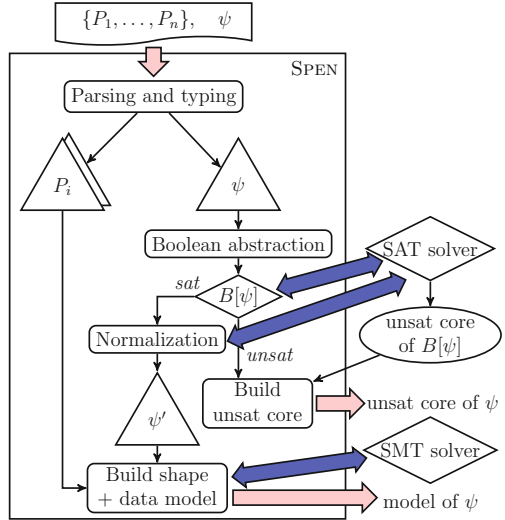 {P₁, . . . , Pₙ}, ψ
SPEN
Parsing and typing
Pᵢ
ψ
Boolean abstraction
SAT solver
sat
B[ψ]
unsat core
of B[ψ]
Normalization
unsat
Build
unsat core
unsat core of ψ
ψ′
SMT solver
Build shape
+ data model
model of ψ